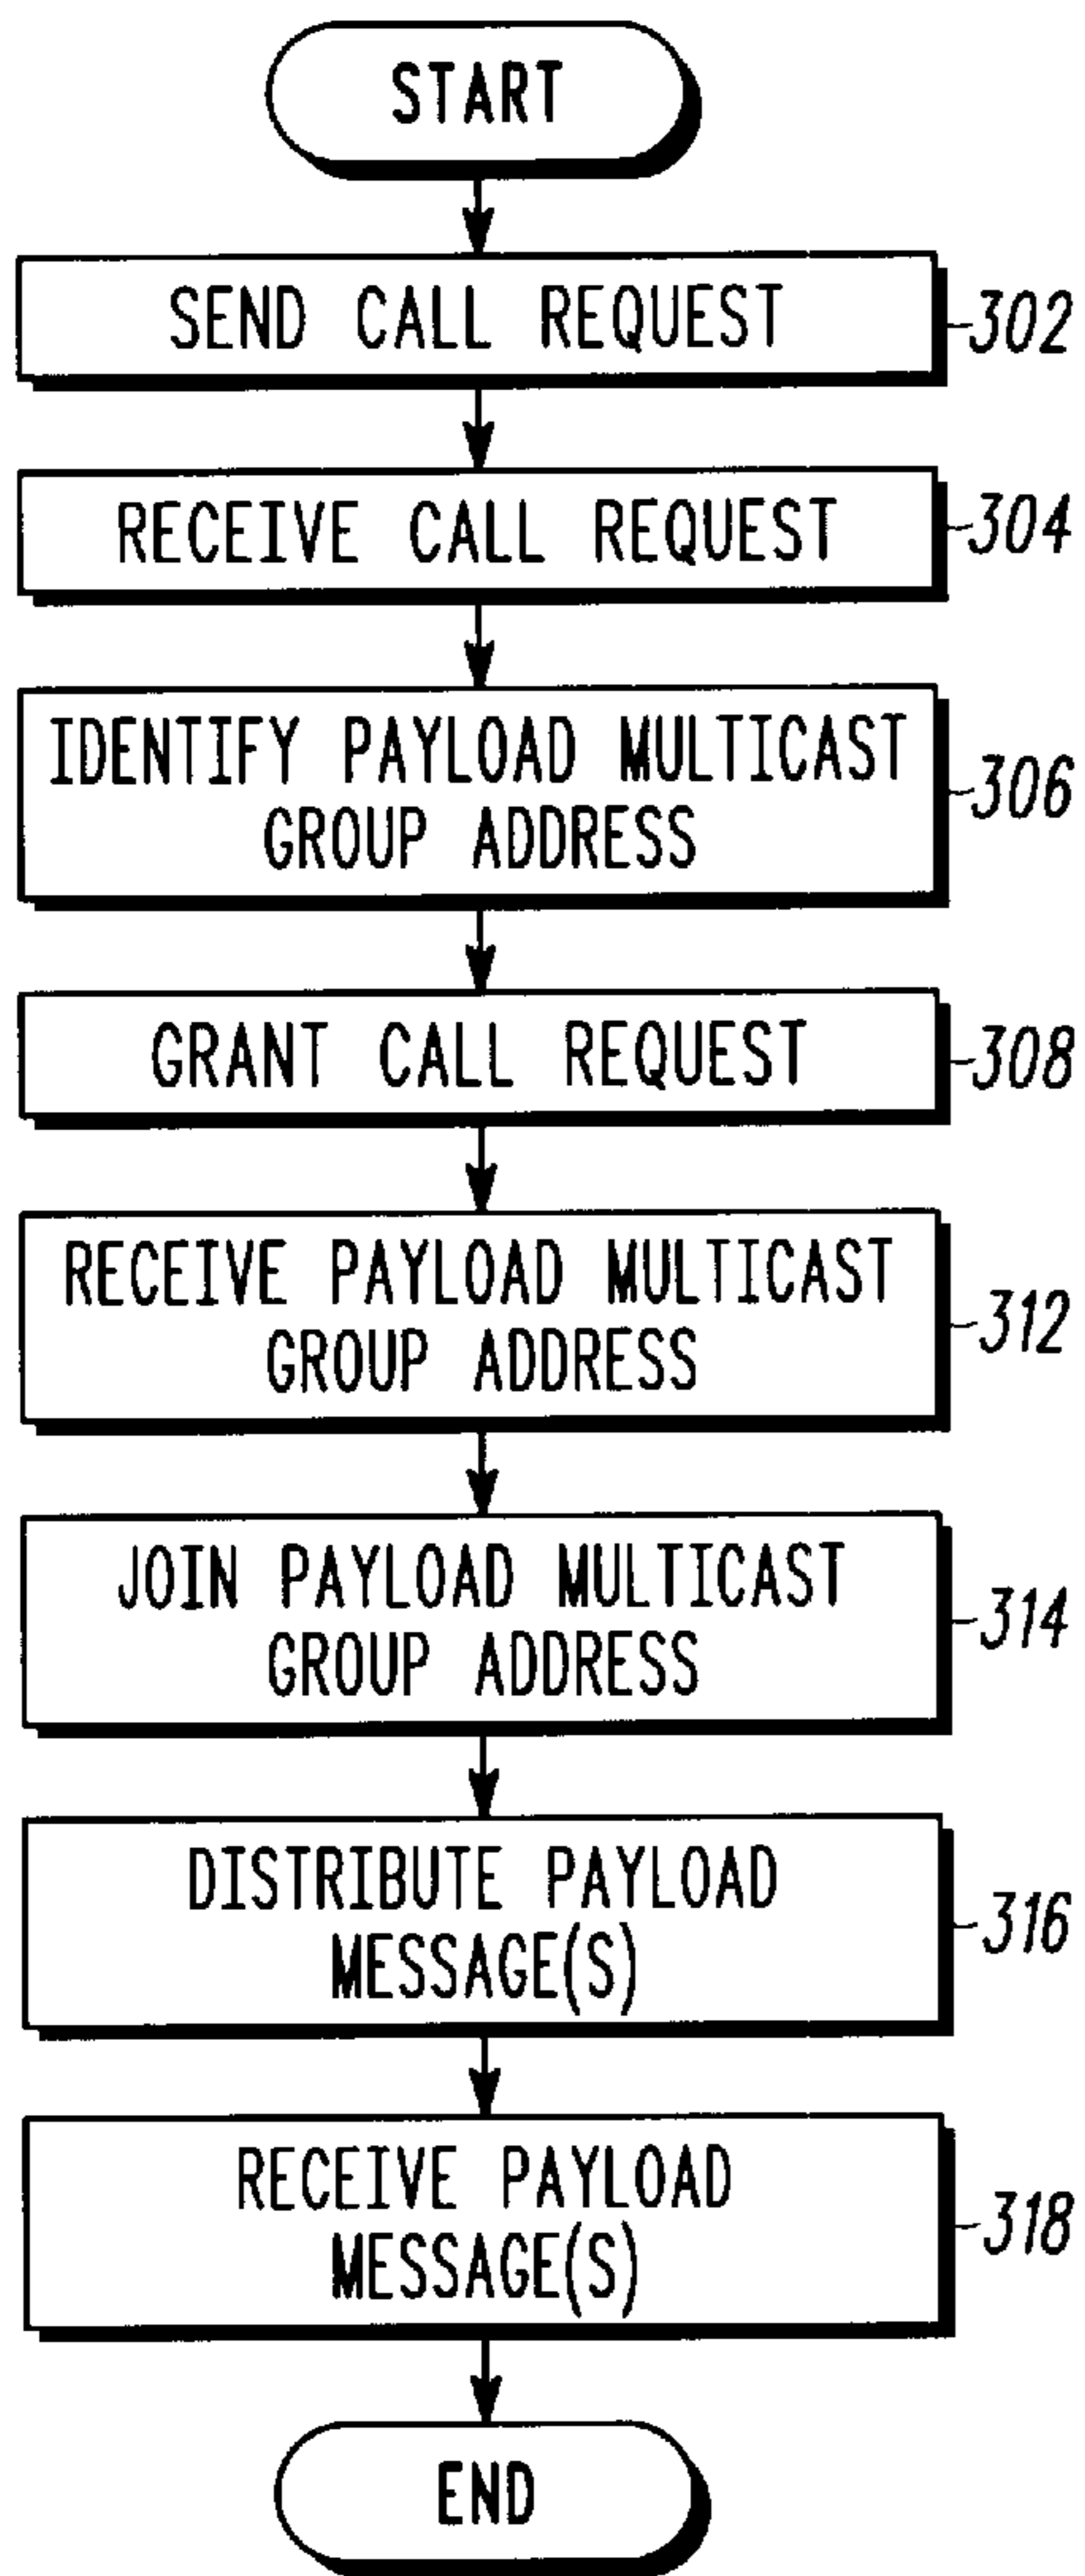 START
SEND CALL REQUEST
302
RECEIVE CALL REQUEST
304
IDENTIFY PAYLOAD MULTICAST
GROUP ADDRESS
306
GRANT CALL REQUEST
308
RECEIVE PAYLOAD MULTICAST
GROUP ADDRESS
312
JOIN PAYLOAD MULTICAST
GROUP ADDRESS
314
DISTRIBUTE PAYLOAD
MESSAGE(S)
316
RECEIVE PAYLOAD
MESSAGE(S)
318
END